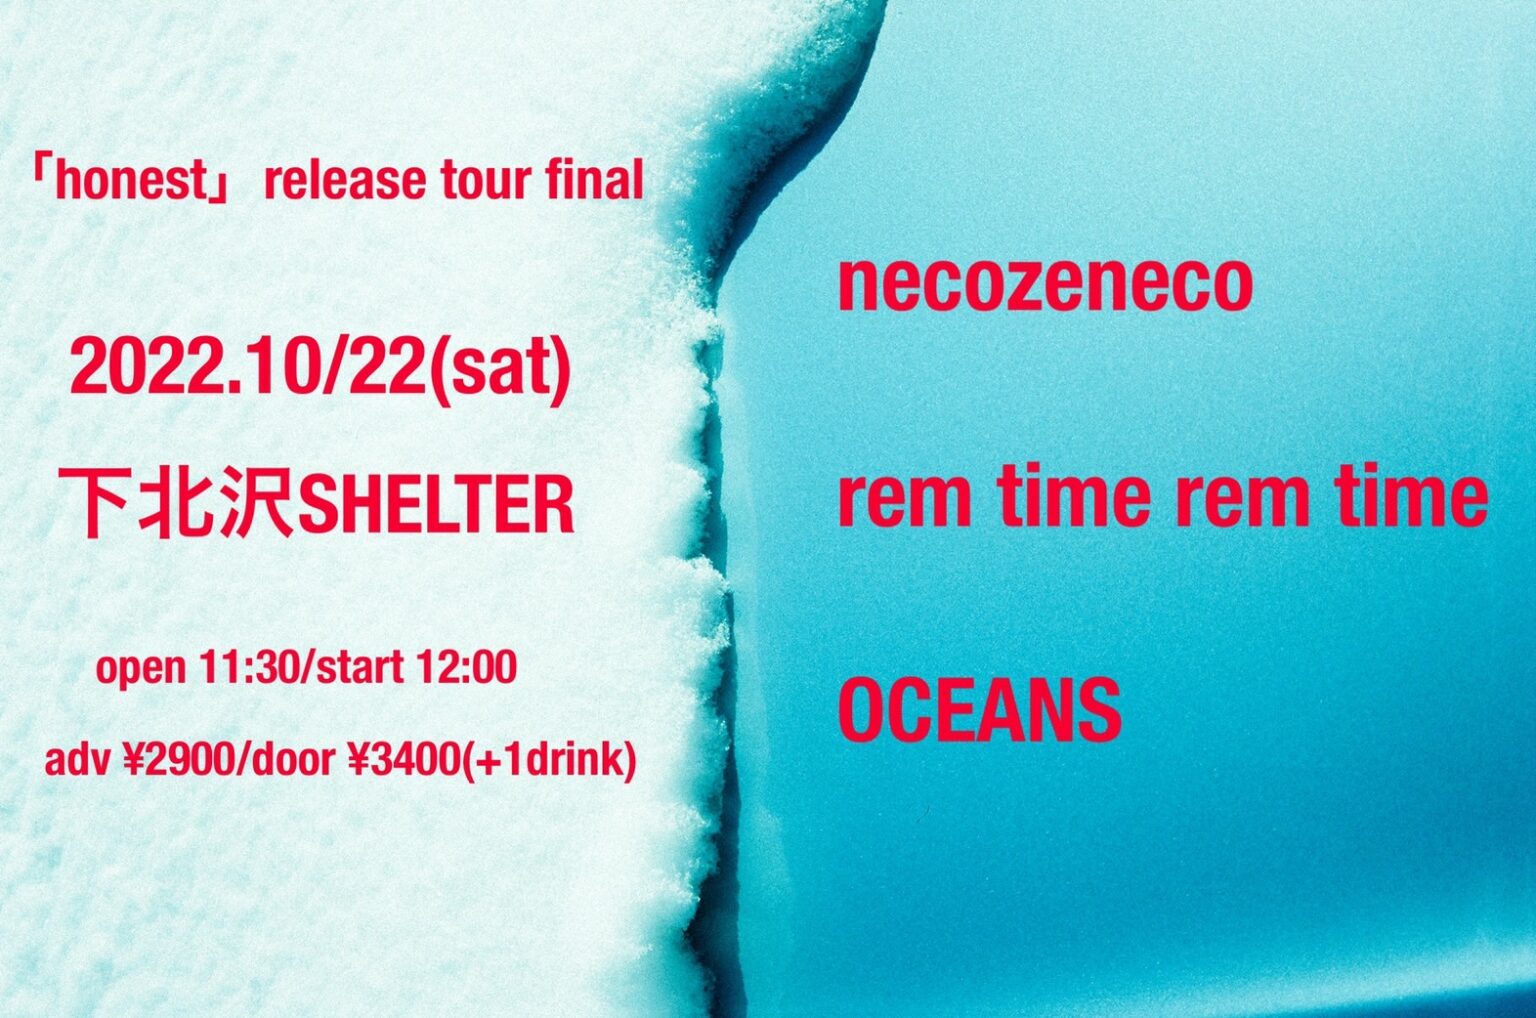 「honest」 release tour final
2022.10/22(sat)
下北沢SHELTER
open 11:30/start 12:00
adv ¥2900/door ¥3400(+1drink)
necozeneco
rem time rem time
OCEANS